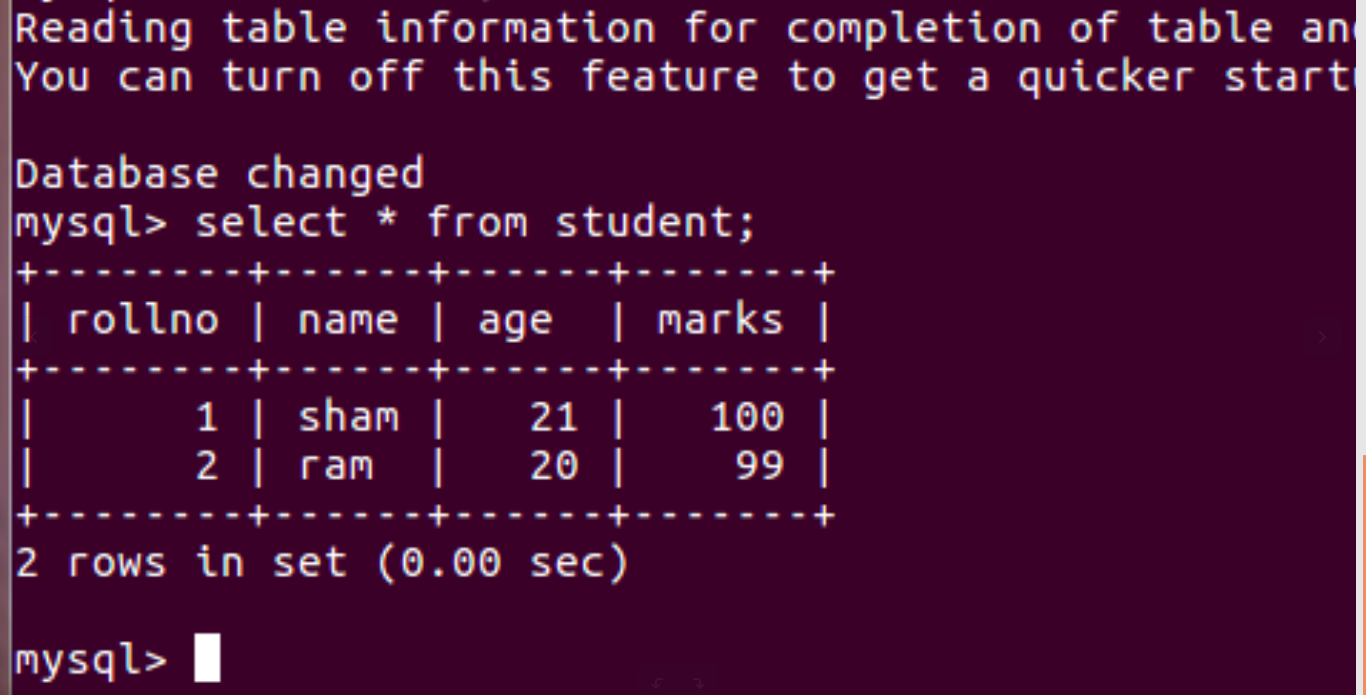 Reading table information for completion of table
You can turn off this feature to get a quicker
Database changed
mysql> select * from student;
+--------+------+------+-------+
| rollno | name | age  | marks |
+--------+------+------+-------+
|      1 | sham |   21 |   100 |
|      2 | ram  |   20 |    99 |
+--------+------+------+-------+
2 rows in set (0.00 sec)
mysql>